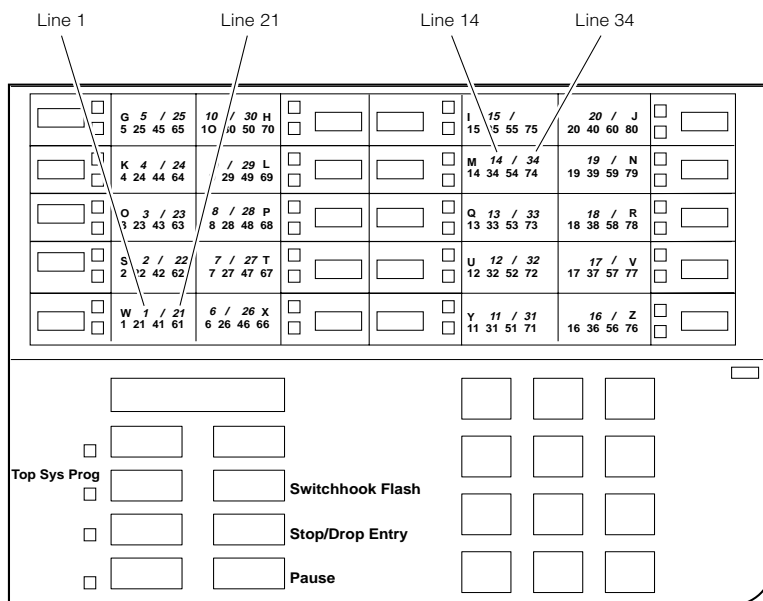 Line 1 Line 21 Line 14 Line 34
G 5 / 25 10 / 30 H I 15 / 20 / J
5 25 45 65 1O 30 50 70 15 35 55 75 20 40 60 80
K 4 / 24 / 29 L M 14 / 34 19 / N
4 24 44 64 29 49 69 14 34 54 74 19 39 59 79
O 3 / 23 8 / 28 P Q 13 / 33 18 / R
3 23 43 63 8 28 48 68 13 33 53 73 18 38 58 78
S 2 / 22 7 / 27 T U 12 / 32 17 / V
2 22 42 62 7 27 47 67 12 32 52 72 17 37 57 77
W 1 / 21 6 / 26 X Y 11 / 31 16 / Z
1 21 41 61 6 26 46 66 11 31 51 71 16 36 56 76
Top Sys Prog
Switchhook Flash
Stop/Drop Entry
Pause